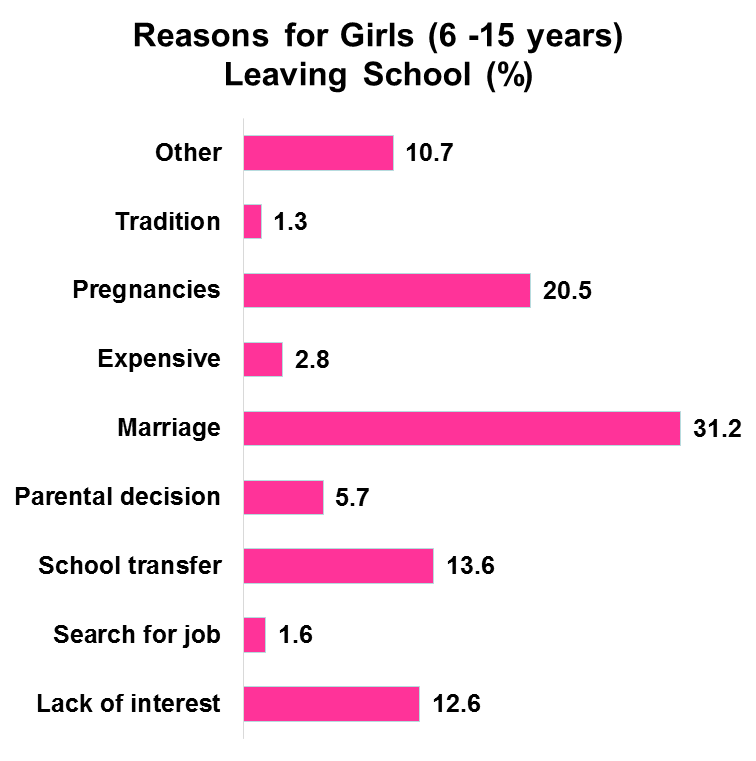 Reasons for Girls (6 -15 years)
Leaving School (%)
Other 10.7
Tradition 1.3
Pregnancies 20.5
Expensive 2.8
Marriage 31.2
Parental decision 5.7
School transfer 13.6
Search for job 1.6
Lack of interest 12.6